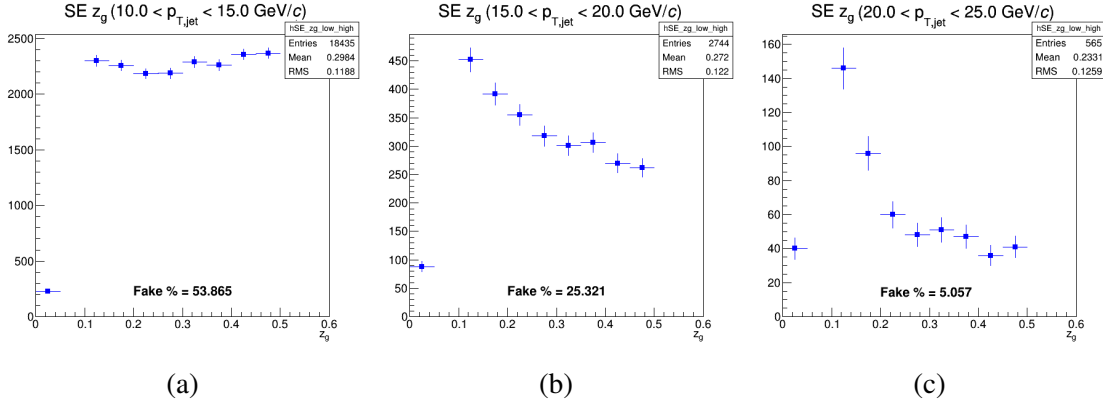 SE z_g (10.0 < p_T,jet < 15.0 GeV/c)
hSE_zg_low_high
Entries 18435
Mean 0.2984
RMS 0.1188
2500
2000
1500
1000
500
0
Fake % = 53.865
0 0.1 0.2 0.3 0.4 0.5 0.6
z_g
(a)
SE z_g (15.0 < p_T,jet < 20.0 GeV/c)
hSE_zg_low_high
Entries 2744
Mean 0.272
RMS 0.122
450
400
350
300
250
200
150
100
50
0
Fake % = 25.321
0 0.1 0.2 0.3 0.4 0.5 0.6
z_g
(b)
SE z_g (20.0 < p_T,jet < 25.0 GeV/c)
hSE_zg_low_high
Entries 565
Mean 0.2331
RMS 0.1259
160
140
120
100
80
60
40
20
0
Fake % = 5.057
0 0.1 0.2 0.3 0.4 0.5 0.6
z_g
(c)